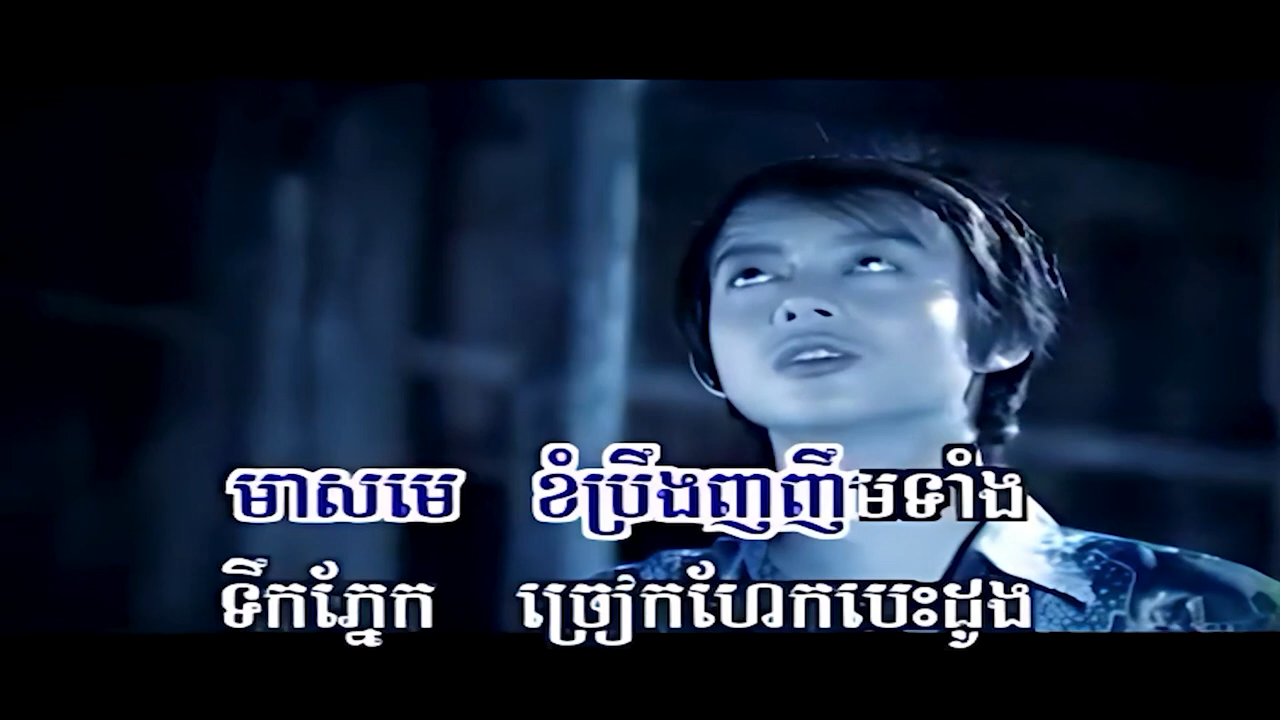 មាសមេ ខំប្រឹងញញឹមទាំង
ទឹកភ្នែក ច្រៀកហែកបេះដូង